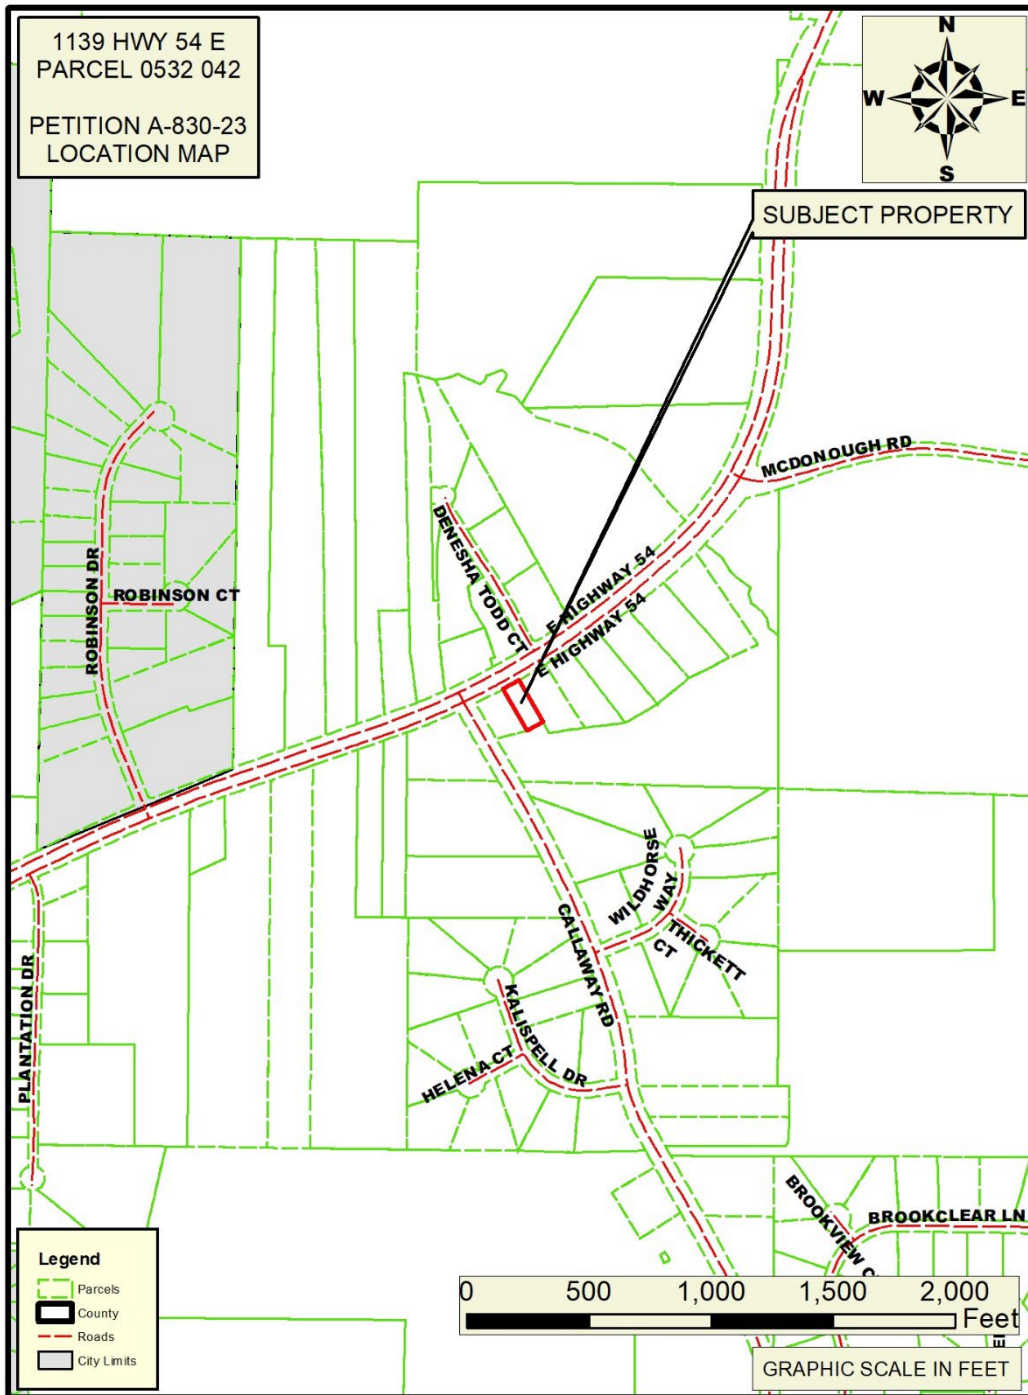 1139 HWY 54 E
PARCEL 0532 042
PETITION A-830-23
LOCATION MAP
N
W
E
S
SUBJECT PROPERTY
MCDONOUGH RD
DENESHA TODD CT
E HIGHWAY 54
E HIGHWAY 54
ROBINSON DR
ROBINSON CT
WILDHORSE
WAY
THICKETT
CT
CALLAWAY RD
KALISPELL DR
HELENA CT
PLANTATION DR
BROOKVIEW
BROOKCLEAR LN
Legend
Parcels
County
Roads
City Limits
0 500 1,000 1,500 2,000
Feet
GRAPHIC SCALE IN FEET